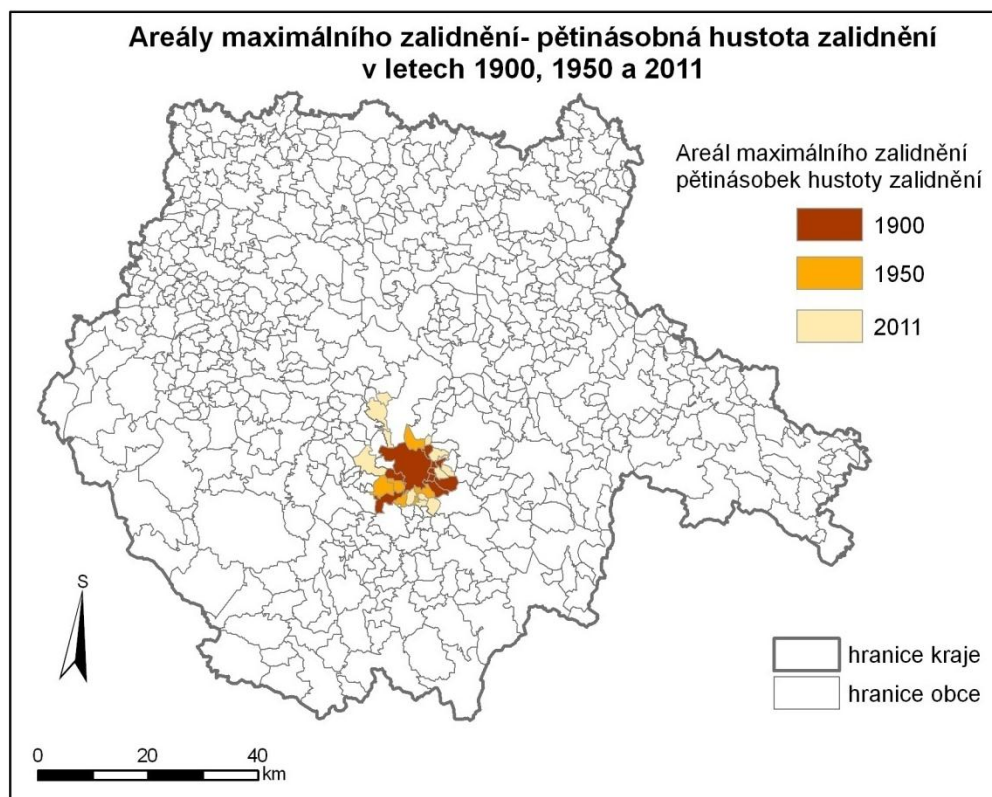 Areály maximálního zalidnění- pětinásobná hustota zalidnění
v letech 1900, 1950 a 2011
Areál maximálního zalidnění
pětinásobek hustoty zalidnění
1900
1950
2011
S
hranice kraje
hranice obce
0 20 40
km